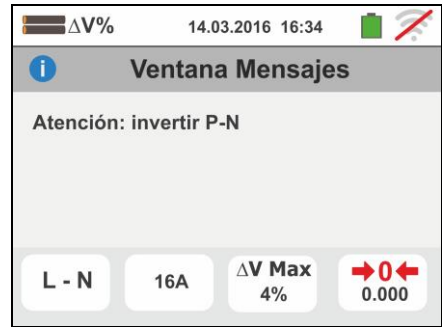 ΔV% 14.03.2016 16:34
i Ventana Mensajes
Atención: invertir P-N
L - N 16A ΔV Max 4% ➔0← 0.000